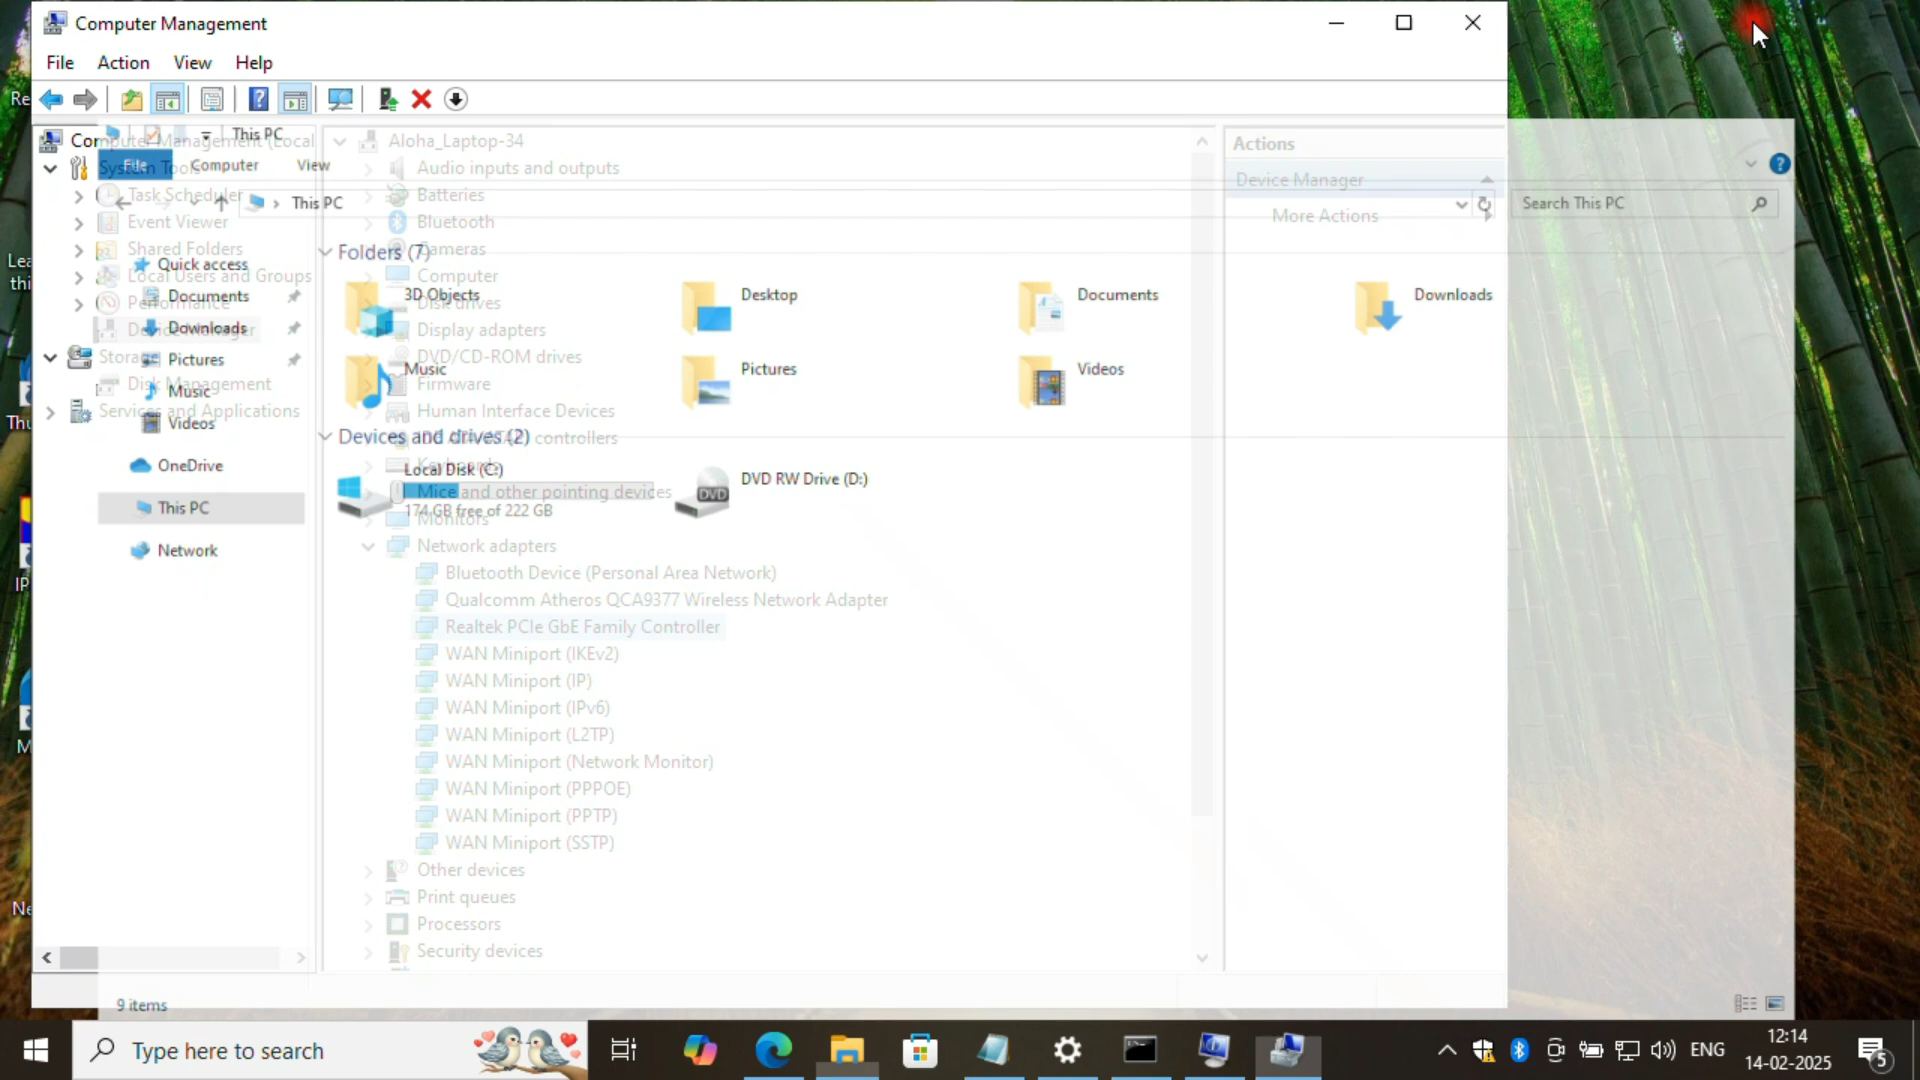 Computer Management
File Action View Help
Computer Management (Local
System Tools
Task Scheduler
Event Viewer
Shared Folders
Local Users and Groups
Performance
Device Manager
Storage
Disk Management
Services and Applications
Aloha_Laptop-34
Audio inputs and outputs
Batteries
Bluetooth
Cameras
Computer
Disk drives
Display adapters
DVD/CD-ROM drives
Firmware
Human Interface Devices
controllers
Mice and other pointing devices
Monitors
Network adapters
Bluetooth Device (Personal Area Network)
Qualcomm Atheros QCA9377 Wireless Network Adapter
Realtek PCIe GbE Family Controller
WAN Miniport (IKEv2)
WAN Miniport (IP)
WAN Miniport (IPv6)
WAN Miniport (L2TP)
WAN Miniport (Network Monitor)
WAN Miniport (PPPOE)
WAN Miniport (PPTP)
WAN Miniport (SSTP)
Other devices
Print queues
Processors
Security devices
Actions
Device Manager
More Actions
This PC
File Computer View
This PC
Search This PC
Quick access
Documents
Downloads
Pictures
Music
Videos
OneDrive
This PC
Network
Folders (7)
3D Objects
Desktop
Documents
Downloads
Music
Pictures
Videos
Devices and drives (2)
Local Disk (C:)
174 GB free of 222 GB
DVD RW Drive (D:)
DVD
9 items
Re
Lea
thi
Thu
IP
M
Ne
Type here to search
ENG
12:14
14-02-2025
5